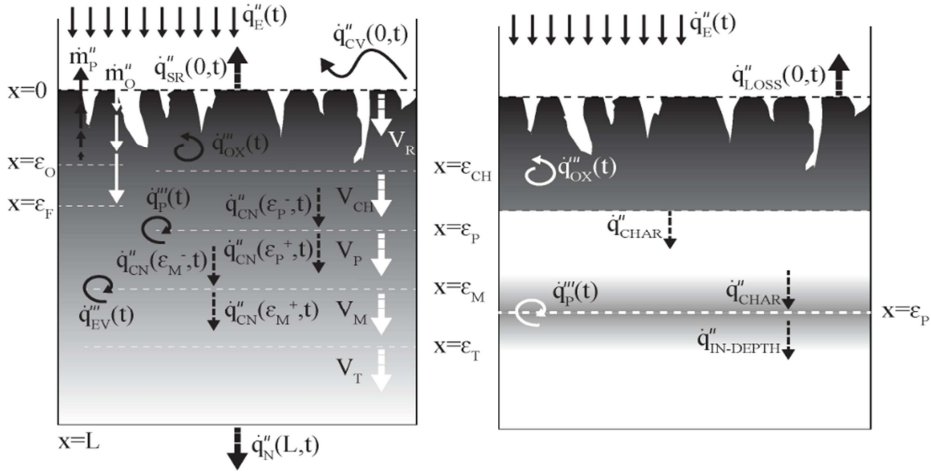 q̇″E(t)
q̇″CV(0,t)
ṁ″P
ṁ″O
q̇″SR(0,t)
x=0
VR
q̇‴OX(t)
x=εO
x=εF
VCH
q̇‴P(t)
q̇″CN(εP⁻,t)
q̇″CN(εM⁻,t)
q̇″CN(εP⁺,t)
VP
q̇‴EV(t)
q̇″CN(εM⁺,t)
VM
VT
x=L
q̇″N(L,t)
q̇″E(t)
q̇″LOSS(0,t)
x=εCH
q̇‴OX(t)
x=εP
q̇″CHAR
x=εM
q̇‴P(t)
q̇″CHAR
x=εP
x=εT
q̇″IN-DEPTH